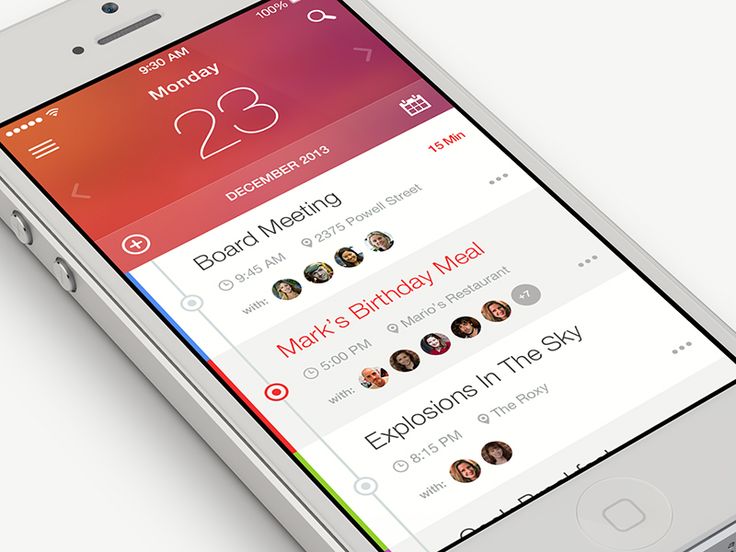 100%
9:30 AM
Monday
23
DECEMBER 2013
15 Min
Board Meeting
9:45 AM 2375 Powell Street
with:
Mark's Birthday Meal
5:00 PM Mario's Restaurant
with: +7
Explosions In The Sky
8:15 PM The Roxy
with: